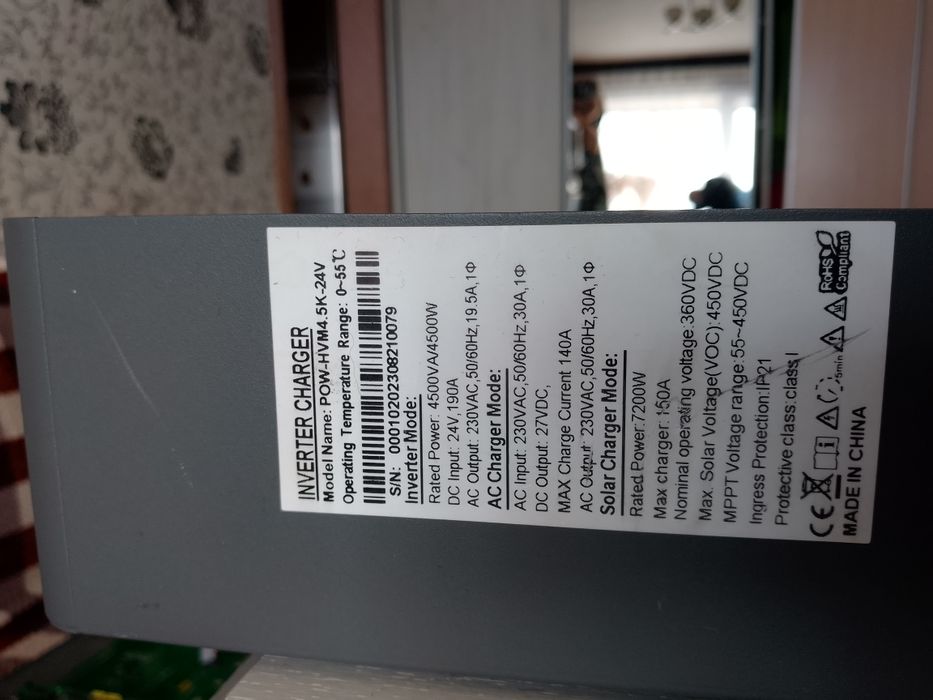 INVERTER CHARGER
Model Name: POW-HVM4.5K-24V
Operating Temperature Range: 0~55℃
S/N: 00010202308210079
Inverter Mode:
Rated Power: 4500VA/4500W
DC Input: 24V,190A
AC Output: 230VAC,50/60Hz,19.5A,1Φ
AC Charger Mode:
AC Input: 230VAC,50/60Hz,30A,1Φ
DC Output: 27VDC,
MAX Charge Current 140A
AC Output: 230VAC,50/60Hz,30A,1Φ
Solar Charger Mode:
Rated Power:7200W
Max charger: 150A
Nominal operating voltage:360VDC
Max. Solar Voltage(VOC):450VDC
MPPT Voltage range:55~450VDC
Ingress Protection:IP21
Protective class:class I
CE 5min RoHS Compliant
MADE IN CHINA